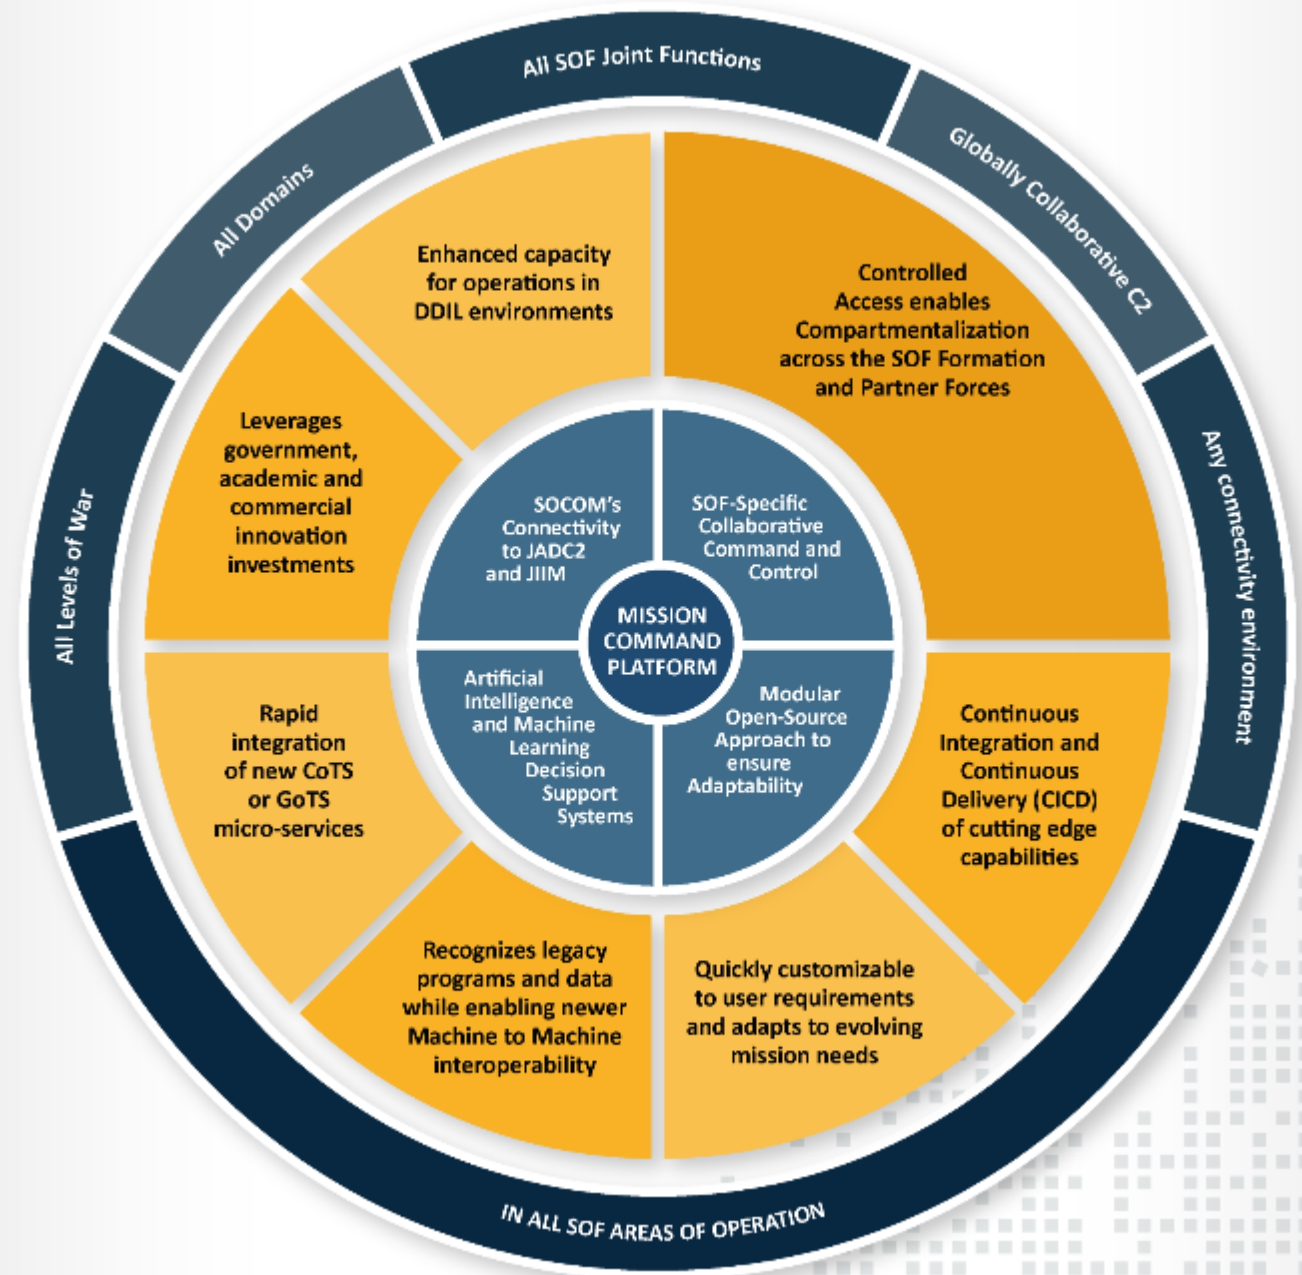 All SOF Joint Functions
Globally Collaborative C2
Any connectivity environment
IN ALL SOF AREAS OF OPERATION
All Levels of War
All Domains
Enhanced capacity
for operations in
DDIL environments
Controlled
Access enables
Compartmentalization
across the SOF Formation
and Partner Forces
Continuous
Integration and
Continuous
Delivery (CICD)
of cutting edge
capabilities
Quickly customizable
to user requirements
and adapts to evolving
mission needs
Recognizes legacy
programs and data
while enabling newer
Machine to Machine
interoperability
Rapid
integration
of new CoTS
or GoTS
micro-services
Leverages
government,
academic and
commercial
innovation
investments
SOCOM's
Connectivity
to JADC2
and JIIM
SOF-Specific
Collaborative
Command and
Control
Modular
Open-Source
Approach to
ensure
Adaptability
Artificial
Intelligence
and Machine
Learning
Decision
Support
Systems
MISSION
COMMAND
PLATFORM